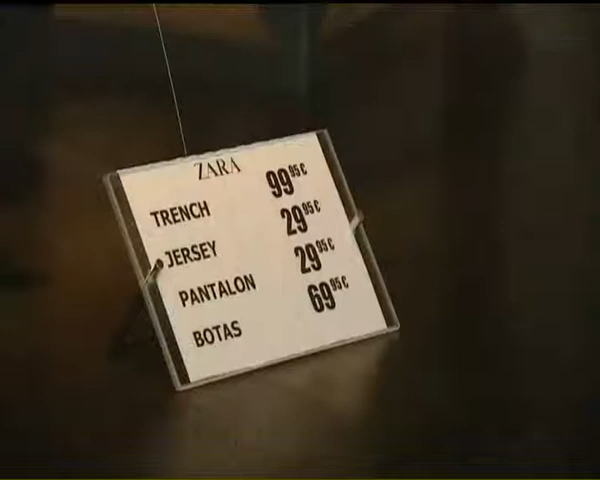 ZARA
TRENCH 99,95 €
JERSEY 29,95 €
PANTALON 29,95 €
BOTAS 69,95 €